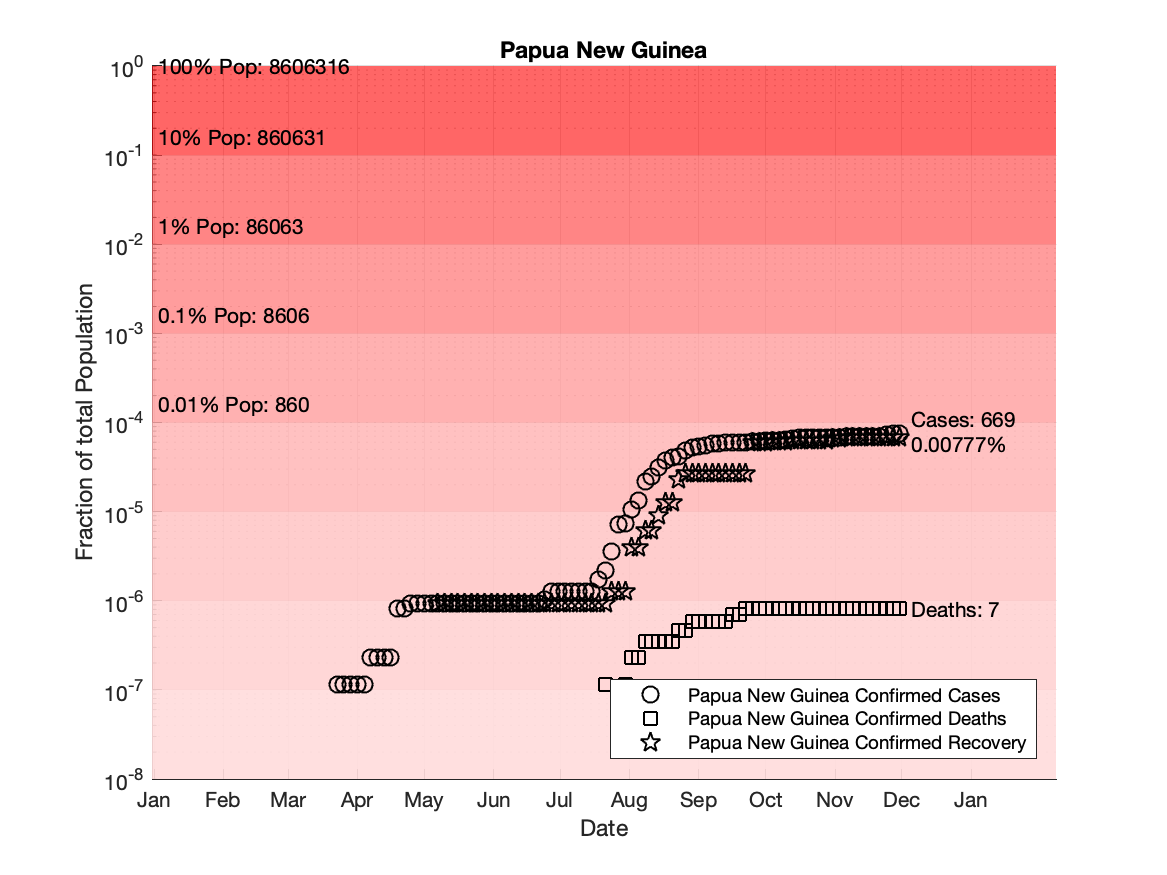 Papua New Guinea
10^0
100% Pop: 8606316
10% Pop: 860631
10^-1
1% Pop: 86063
10^-2
0.1% Pop: 8606
10^-3
0.01% Pop: 860
10^-4
Cases: 669
0.00777%
10^-5
10^-6
Deaths: 7
10^-7
Papua New Guinea Confirmed Cases
Papua New Guinea Confirmed Deaths
Papua New Guinea Confirmed Recovery
10^-8
Fraction of total Population
Jan Feb Mar Apr May Jun Jul Aug Sep Oct Nov Dec Jan
Date